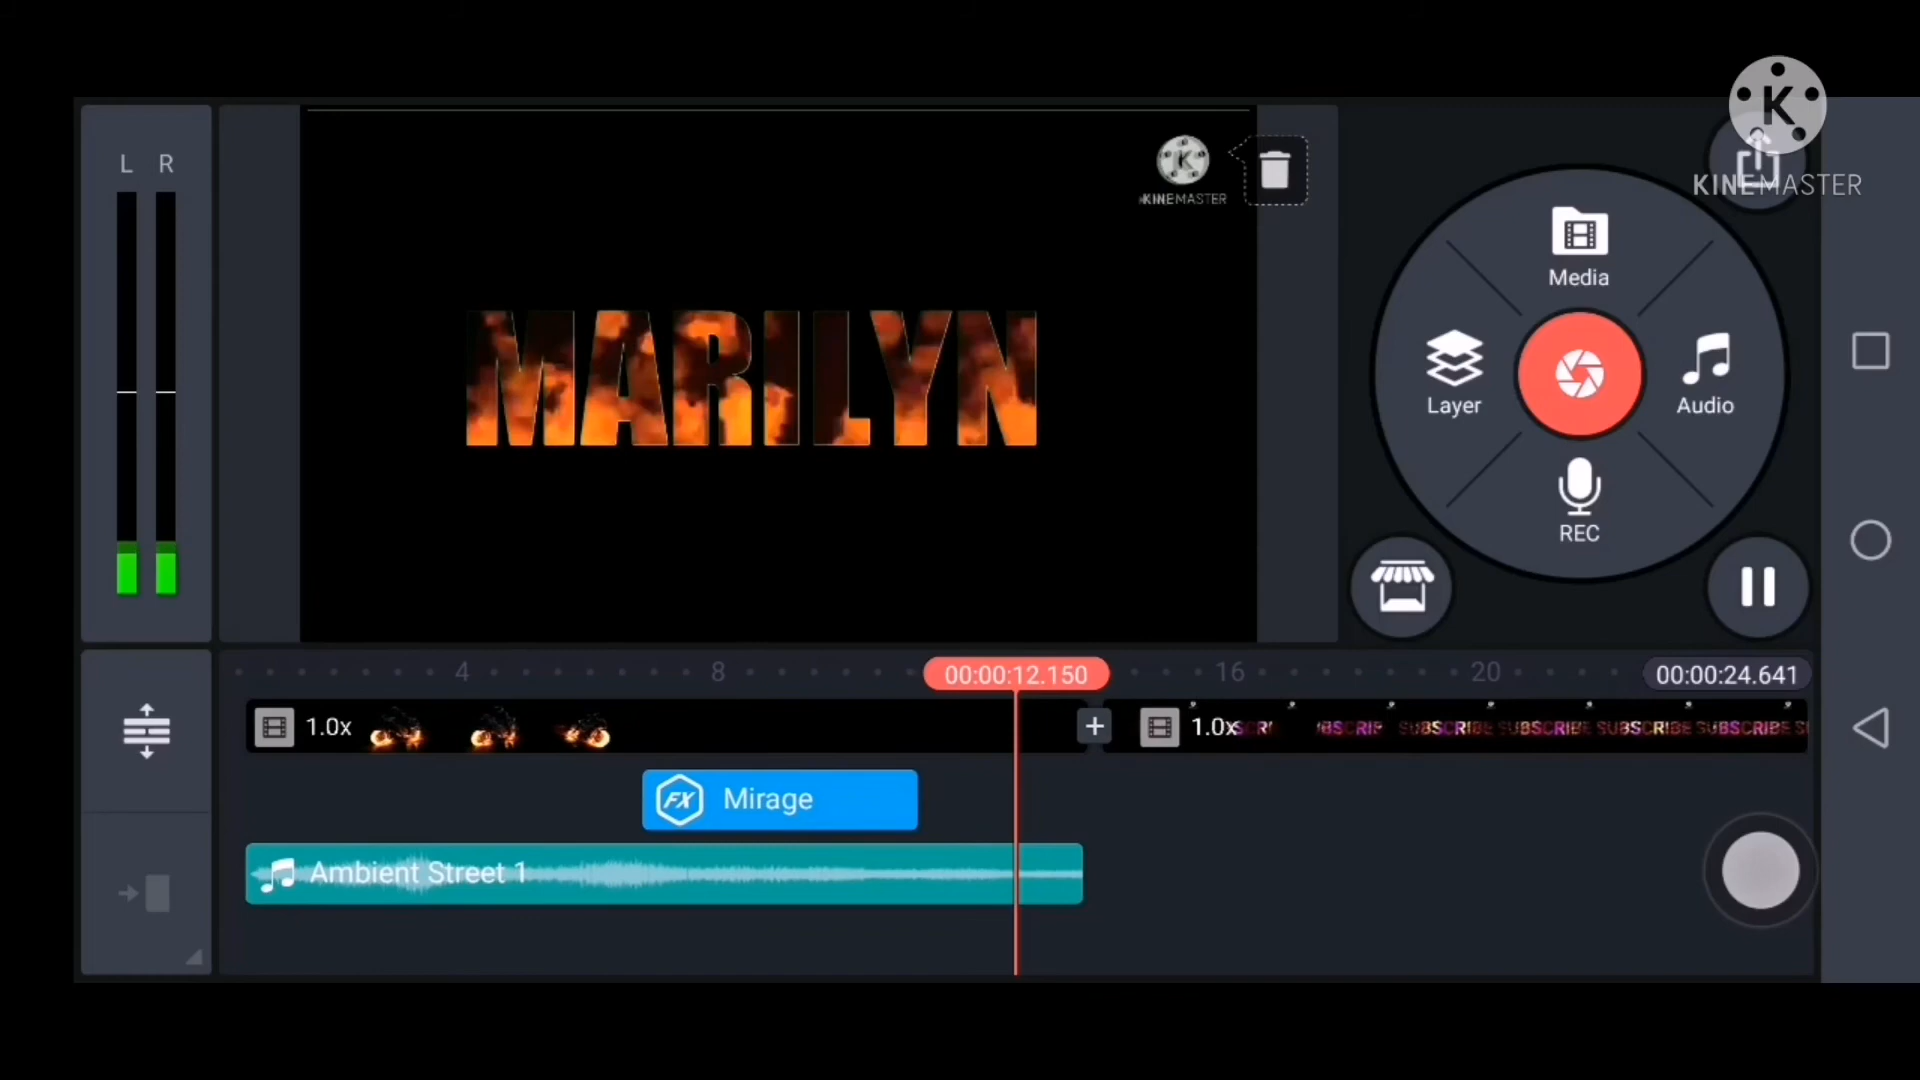 L R
KINEMASTER
KINEMASTER
MARILYN
Media
Layer
Audio
REC
4
8
00:00:12.150
16
20
00:00:24.641
1.0x
1.0x
SCRI
SUBSCRIBE SUBSCRIBE SUBSCRIBE SUBSCRIBE
FX Mirage
Ambient Street 1